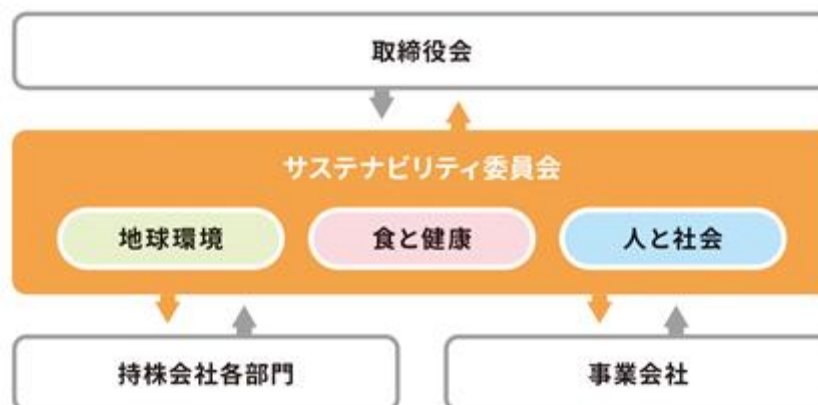 取締役会
サステナビリティ委員会
地球環境
食と健康
人と社会
持株会社各部門
事業会社